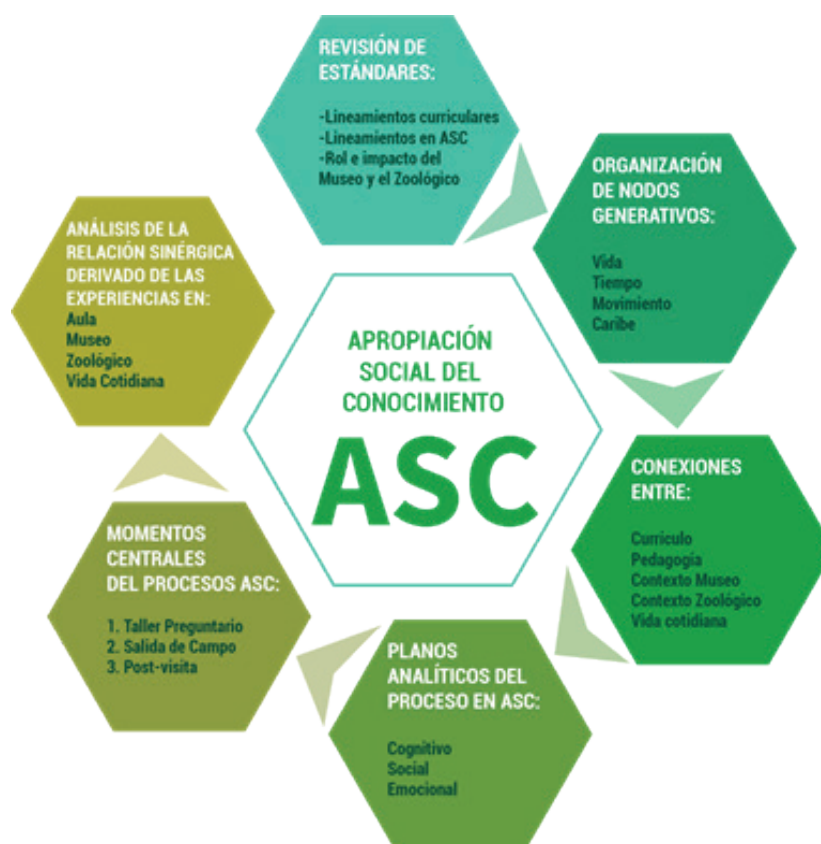 REVISIÓN DE
ESTÁNDARES:
-Lineamientos curriculares
-Lineamientos en ASC
-Rol e impacto del
Museo y el Zoológico
ORGANIZACIÓN
DE NODOS
GENERATIVOS:
Vida
Tiempo
Movimiento
Caribe
CONEXIONES
ENTRE:
Curriculo
Pedagogía
Contexto Museo
Contexto Zoológico
Vida cotidiana
PLANOS
ANALÍTICOS DEL
PROCESO EN ASC:
Cognitivo
Social
Emocional
MOMENTOS
CENTRALES
DEL PROCESOS ASC:
1. Taller Preguntario
2. Salida de Campo
3. Post-visita
ANÁLISIS DE LA
RELACIÓN SINÉRGICA
DERIVADO DE LAS
EXPERIENCIAS EN:
Aula
Museo
Zoológico
Vida Cotidiana
APROPIACIÓN
SOCIAL DEL
CONOCIMIENTO
ASC